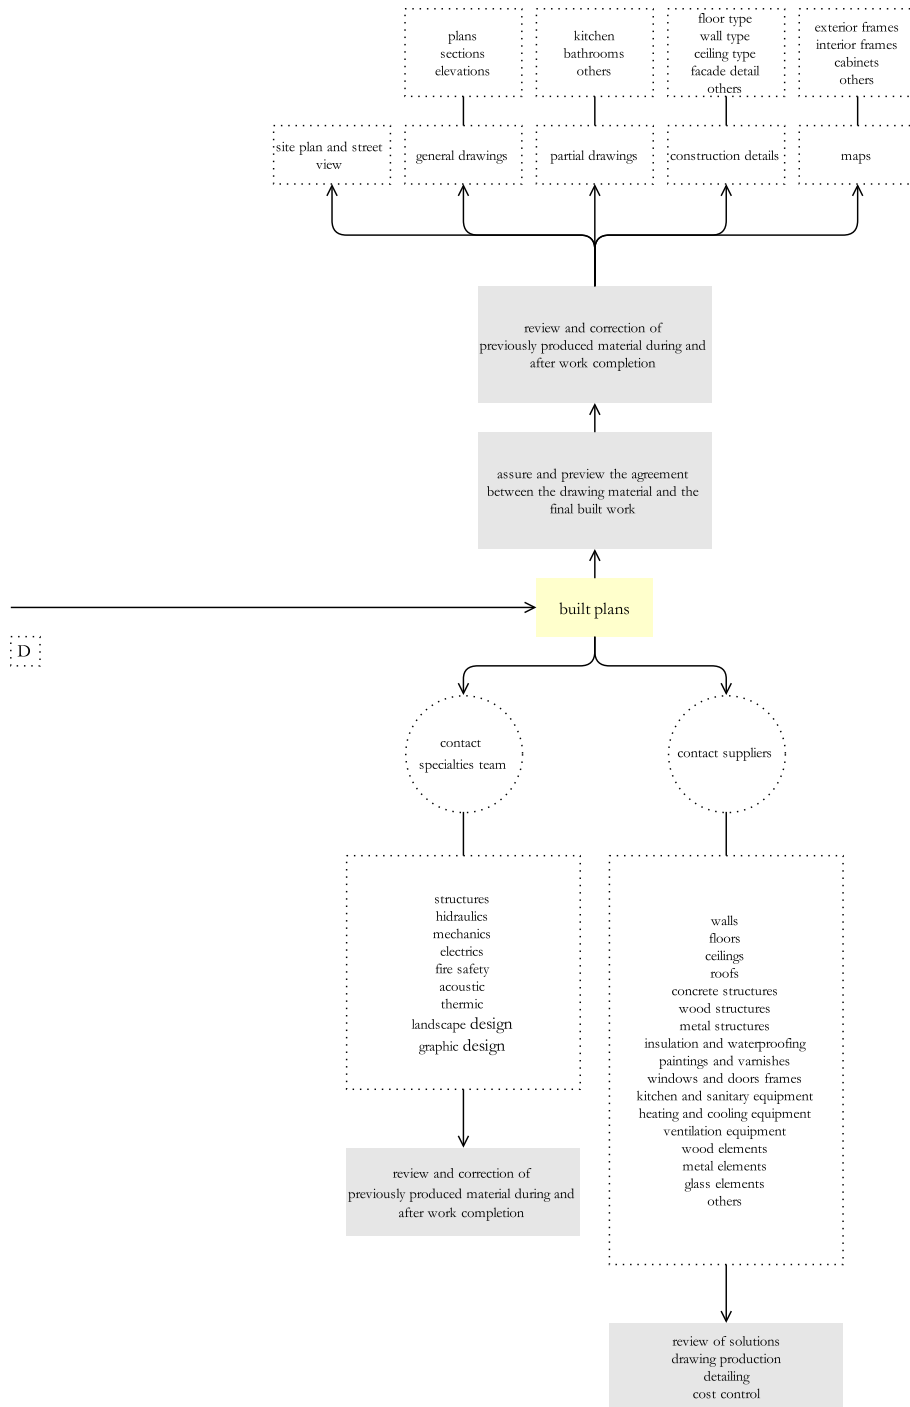 plans
sections
elevations
kitchen
bathrooms
others
floor type
wall type
ceiling type
facade detail
others
exterior frames
interior frames
cabinets
others
site plan and street
view
general drawings
partial drawings
construction details
maps
review and correction of
previously produced material during and
after work completion
assure and preview the agreement
between the drawing material and the
final built work
built plans
D
contact
specialties team
contact suppliers
structures
hidraulics
mechanics
electrics
fire safety
acoustic
thermic
landscape design
graphic design
walls
floors
ceilings
roofs
concrete structures
wood structures
metal structures
insulation and waterproofing
paintings and varnishes
windows and doors frames
kitchen and sanitary equipment
heating and cooling equipment
ventilation equipment
wood elements
metal elements
glass elements
others
review and correction of
previously produced material during and
after work completion
review of solutions
drawing production
detailing
cost control